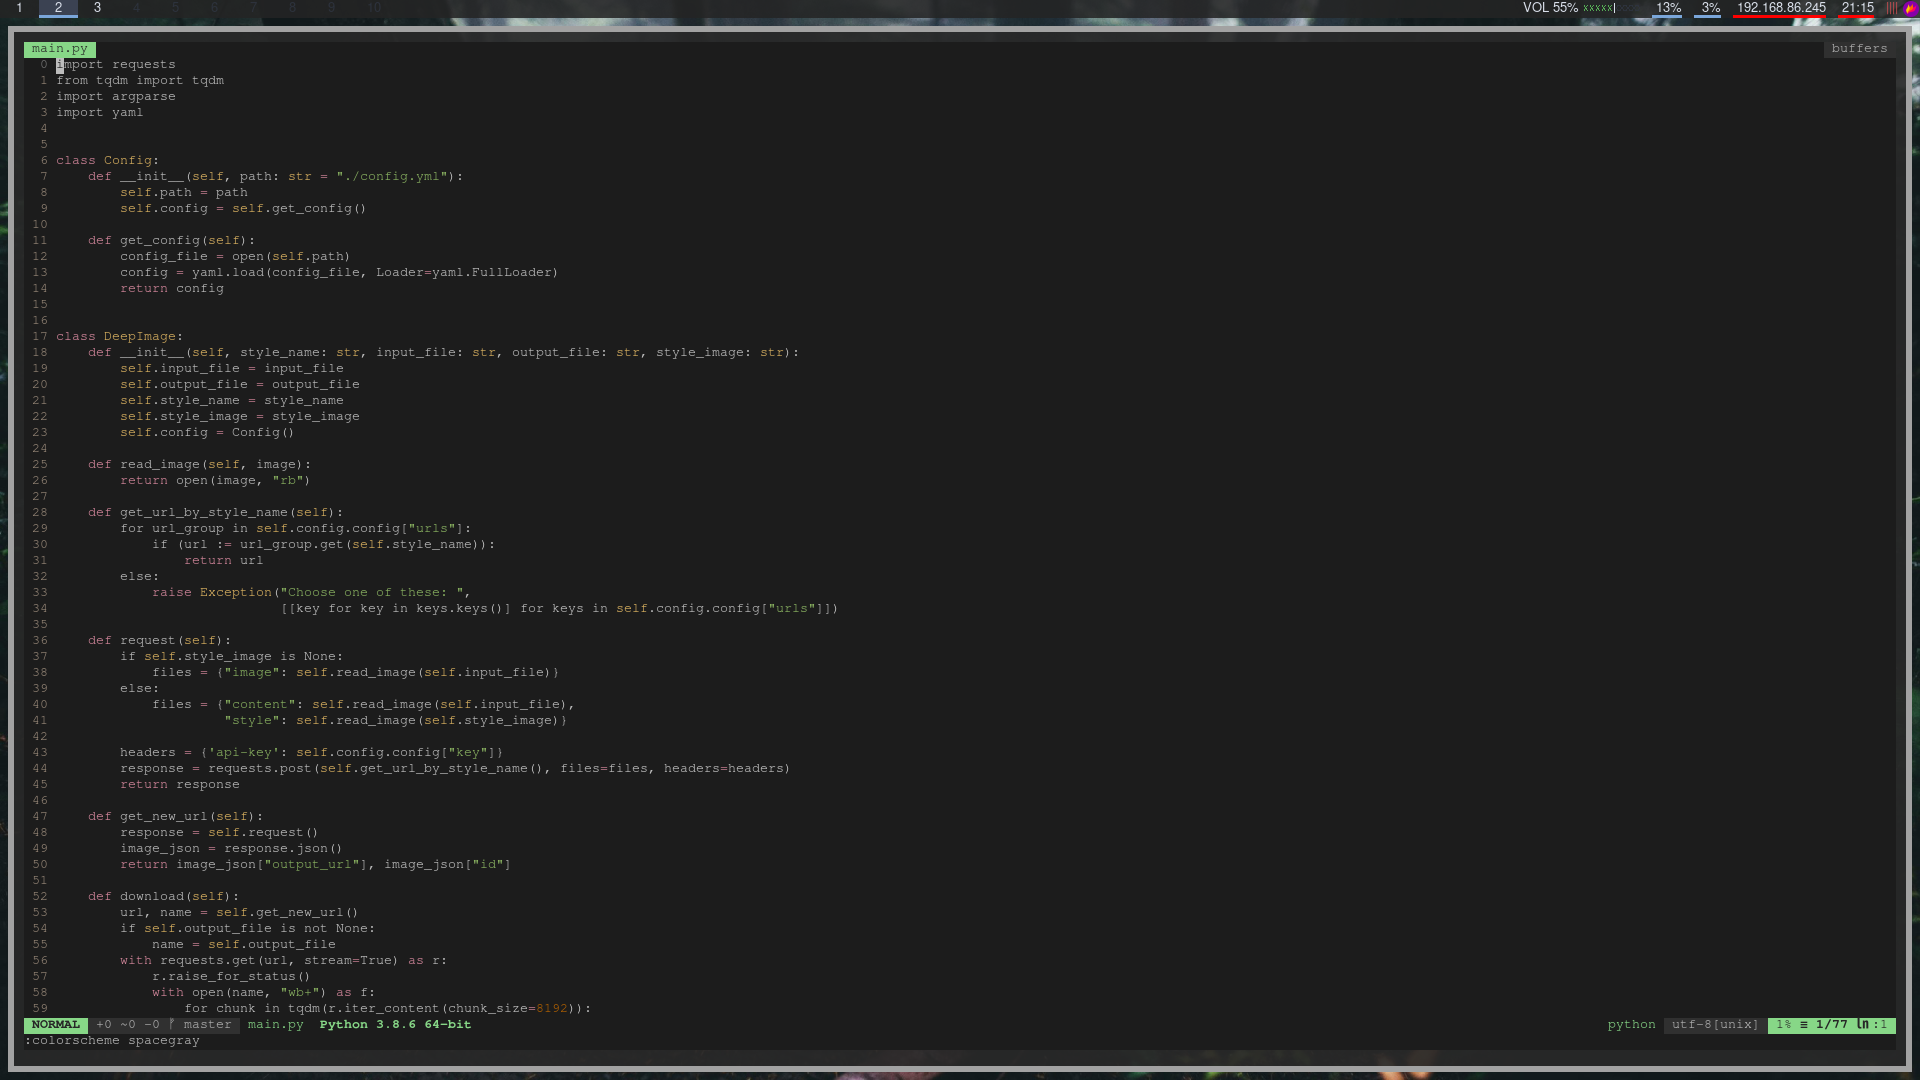 1 2 3 4 5 6 7 8 9 10 VOL 55% xxxxx| 13% 3% 192.168.86.245 21:15
main.py buffers
0 import requests
1 from tqdm import tqdm
2 import argparse
3 import yaml
4
5
6 class Config:
7     def __init__(self, path: str = "./config.yml"):
8         self.path = path
9         self.config = self.get_config()
10
11     def get_config(self):
12         config_file = open(self.path)
13         config = yaml.load(config_file, Loader=yaml.FullLoader)
14         return config
15
16
17 class DeepImage:
18     def __init__(self, style_name: str, input_file: str, output_file: str, style_image: str):
19         self.input_file = input_file
20         self.output_file = output_file
21         self.style_name = style_name
22         self.style_image = style_image
23         self.config = Config()
24
25     def read_image(self, image):
26         return open(image, "rb")
27
28     def get_url_by_style_name(self):
29         for url_group in self.config.config["urls"]:
30             if (url := url_group.get(self.style_name)):
31                 return url
32         else:
33             raise Exception("Choose one of these: ",
34                             [[key for key in keys.keys()] for keys in self.config.config["urls"]])
35
36     def request(self):
37         if self.style_image is None:
38             files = {"image": self.read_image(self.input_file)}
39         else:
40             files = {"content": self.read_image(self.input_file),
41                      "style": self.read_image(self.style_image)}
42
43         headers = {'api-key': self.config.config["key"]}
44         response = requests.post(self.get_url_by_style_name(), files=files, headers=headers)
45         return response
46
47     def get_new_url(self):
48         response = self.request()
49         image_json = response.json()
50         return image_json["output_url"], image_json["id"]
51
52     def download(self):
53         url, name = self.get_new_url()
54         if self.output_file is not None:
55             name = self.output_file
56         with requests.get(url, stream=True) as r:
57             r.raise_for_status()
58             with open(name, "wb+") as f:
59                 for chunk in tqdm(r.iter_content(chunk_size=8192)):
NORMAL +0 ~0 -0 ᚠ master main.py Python 3.8.6 64-bit python utf-8[unix] 1% ≡ 1/77 ㏑:1
:colorscheme spacegray